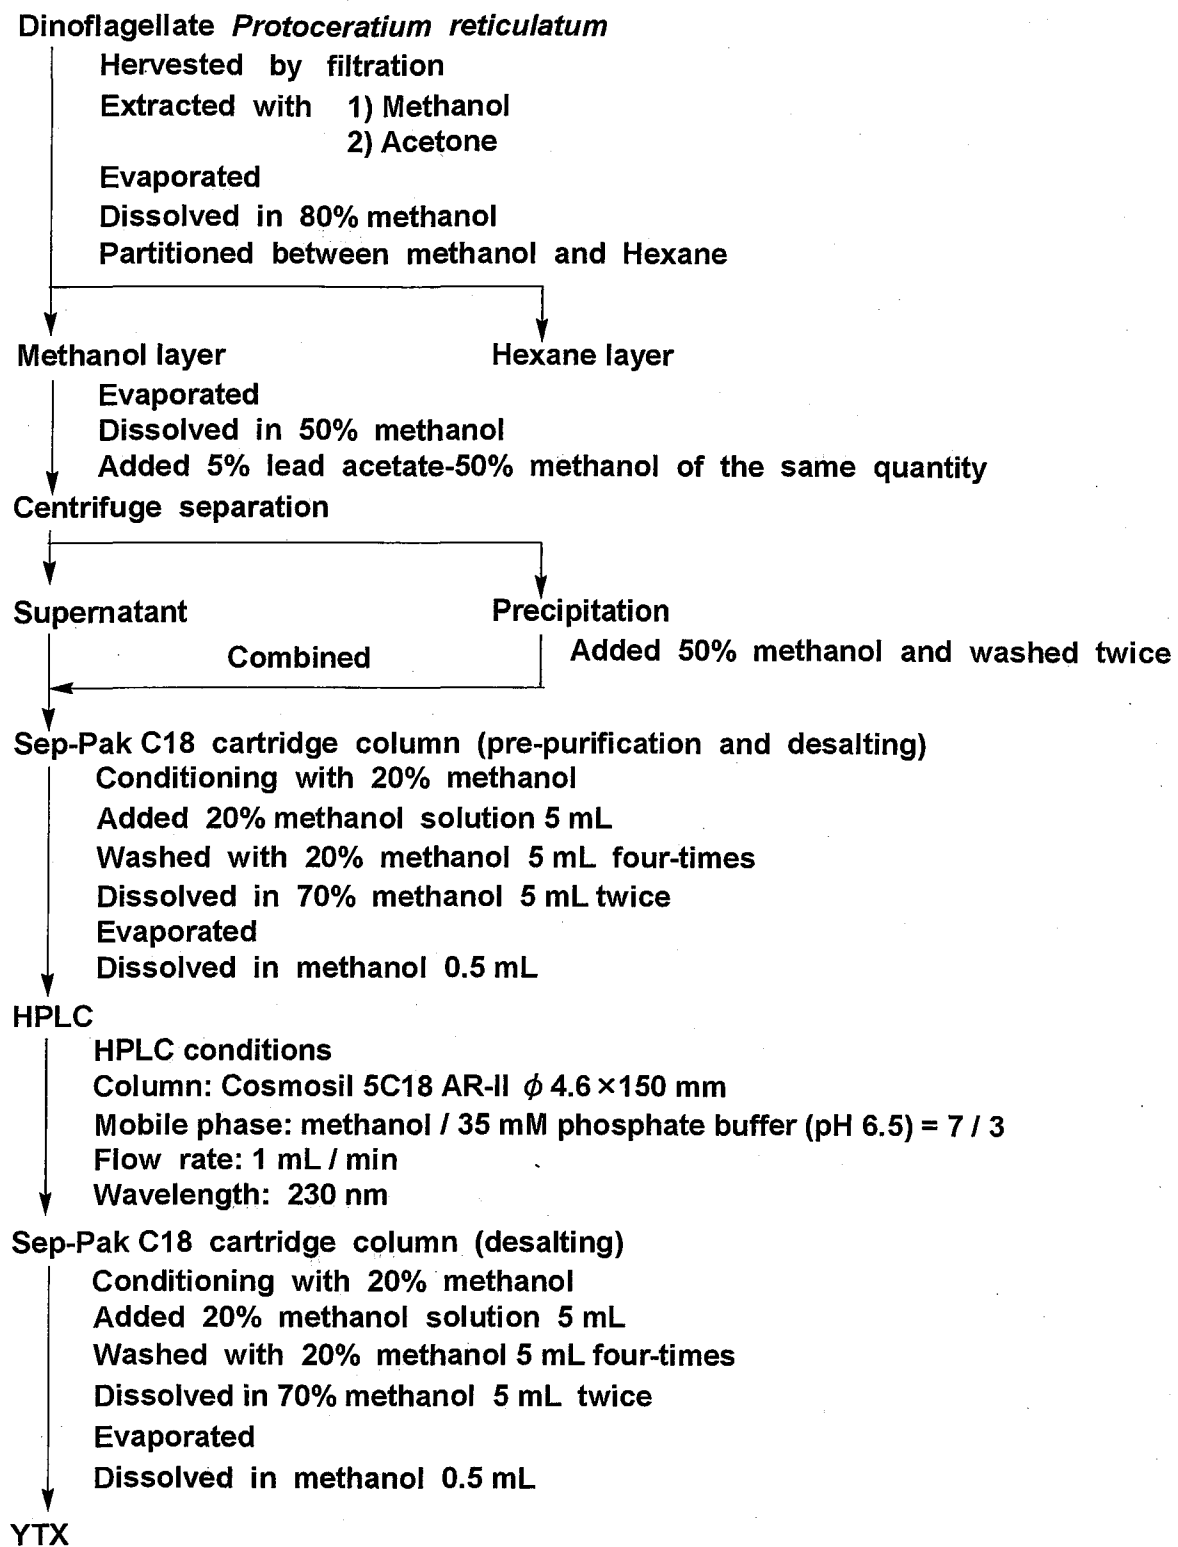 Dinoflagellate Protoceratium reticulatum
Hervested by filtration
Extracted with 1) Methanol
2) Acetone
Evaporated
Dissolved in 80% methanol
Partitioned between methanol and Hexane
Methanol layer Hexane layer
Evaporated
Dissolved in 50% methanol
Added 5% lead acetate-50% methanol of the same quantity
Centrifuge separation
Supernatant Precipitation
Combined Added 50% methanol and washed twice
Sep-Pak C18 cartridge column (pre-purification and desalting)
Conditioning with 20% methanol
Added 20% methanol solution 5 mL
Washed with 20% methanol 5 mL four-times
Dissolved in 70% methanol 5 mL twice
Evaporated
Dissolved in methanol 0.5 mL
HPLC
HPLC conditions
Column: Cosmosil 5C18 AR-II ϕ 4.6 × 150 mm
Mobile phase: methanol / 35 mM phosphate buffer (pH 6.5) = 7 / 3
Flow rate: 1 mL / min
Wavelength: 230 nm
Sep-Pak C18 cartridge column (desalting)
Conditioning with 20% methanol
Added 20% methanol solution 5 mL
Washed with 20% methanol 5 mL four-times
Dissolved in 70% methanol 5 mL twice
Evaporated
Dissolved in methanol 0.5 mL
YTX